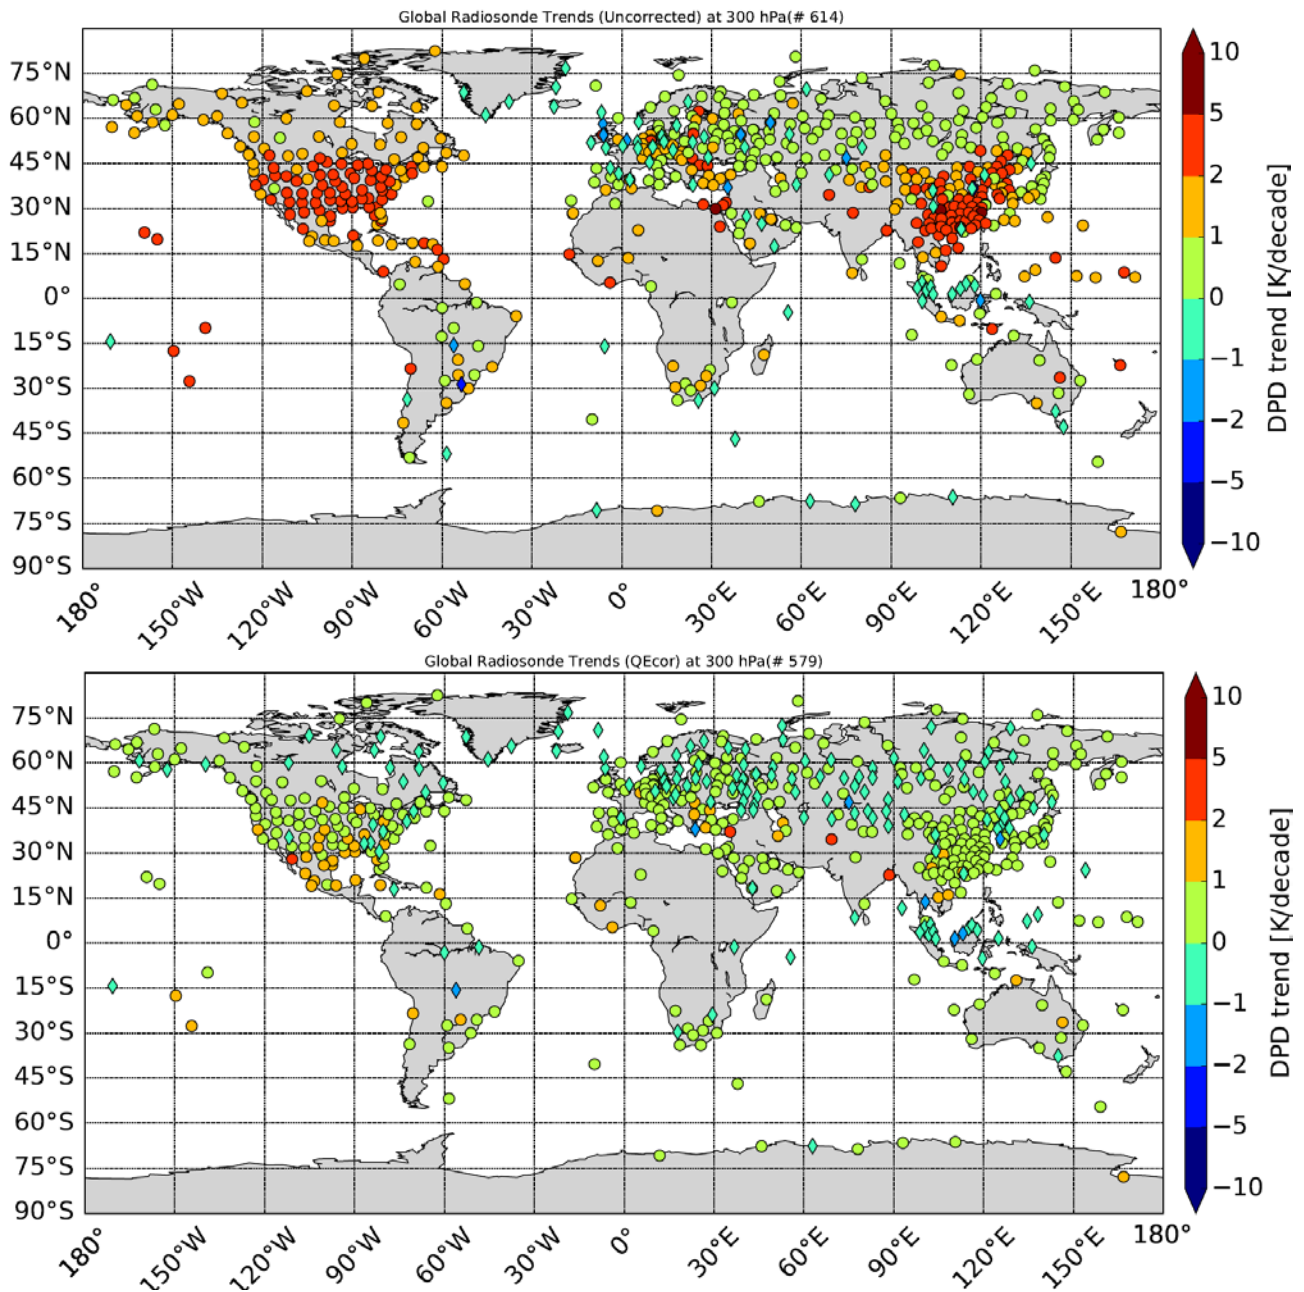 Global Radiosonde Trends (Uncorrected) at 300 hPa(# 614)
75°N
60°N
45°N
30°N
15°N
0°
15°S
30°S
45°S
60°S
75°S
90°S
180°
150°W
120°W
90°W
60°W
30°W
0°
30°E
60°E
90°E
120°E
150°E
180°
10
5
2
1
0
−1
−2
−5
−10
DPD trend [K/decade]
Global Radiosonde Trends (QEcor) at 300 hPa(# 579)
75°N
60°N
45°N
30°N
15°N
0°
15°S
30°S
45°S
60°S
75°S
90°S
180°
150°W
120°W
90°W
60°W
30°W
0°
30°E
60°E
90°E
120°E
150°E
180°
10
5
2
1
0
−1
−2
−5
−10
DPD trend [K/decade]